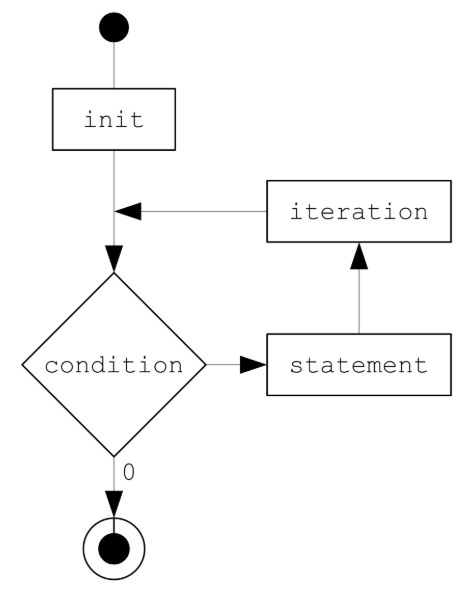 init
iteration
condition
statement
0